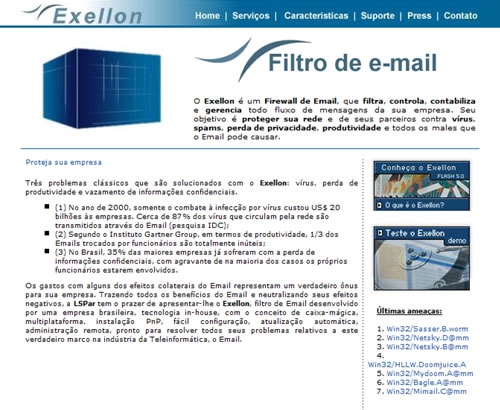 Exellon
Home | Serviços | Caracteristicas | Suporte | Press | Contato
Filtro de e-mail
O Exellon é um Firewall de Email, que filtra, controla, contabiliza
e gerencia todo fluxo de mensagens da sua empresa. Seu
objetivo é proteger sua rede e de seus parceiros contra vírus,
spams, perda de privacidade, produtividade e todos os males que
o Email pode causar.
Proteja sua empresa
Três problemas clássicos que são solucionados com o Exellon: vírus, perda de
produtividade e vazamento de informações confidenciais.
(1) No ano de 2000, somente o combate à infecção por vírus custou US$ 20
bilhões às empresas. Cerca de 87% dos vírus que circulam pela rede são
transmitidos através do Email (pesquisa IDC);
(2) Segundo o Instituto Gartner Group, em termos de produtividade, 1/3 dos
Emails trocados por funcionários são totalmente inúteis;
(3) No Brasil, 35% das maiores empresas já sofreram com a perda de
informações confidenciais, com agravante de na maioria dos casos os próprios
funcionários estarem envolvidos.
Os gastos com alguns dos efeitos colaterais do Email representam um verdadeiro ônus
para sua empresa. Trazendo todos os benefícios do Email e neutralizando seus efeitos
negativos, a LSPar tem o prazer de apresentar-lhe o Exellon, filtro de Email desenvolvido
por uma empresa brasileira, tecnologia in-house, com o conceito de caixa-mágica,
multiplataforma, instalação PnP, fácil configuração, atualização automática,
administração remota, pronto para resolver todos seus problemas relativos a este
verdadeiro marco na indústria da Teleinformática, o Email.
Conheça o Exellon
FLASH 5.0
O que é o Exellon?
Teste o Exellon
demo
Últimas ameaças:
1. Win32/Sasser.B.worm
2. Win32/Netsky.D@mm
3. Win32/Netsky.B@mm
4.
Win32/HLLW.Doomjuice.A
5. Win32/Mydoom.A@mm
6. Win32/Bagle.A@mm
7. Win32/Mimail.C@mm